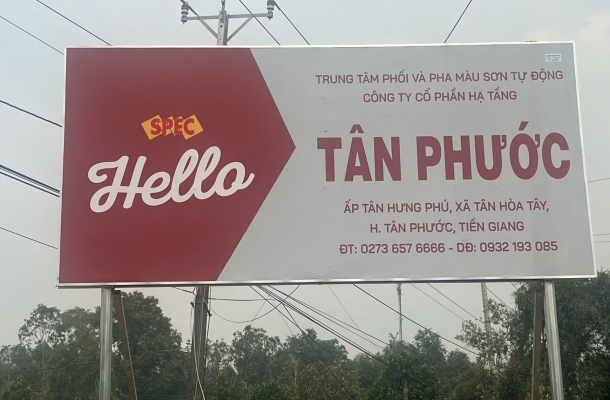 SPEC
Hello
TRUNG TÂM PHỐI VÀ PHA MÀU SƠN TỰ ĐỘNG
CÔNG TY CỔ PHẦN HẠ TẦNG
TÂN PHƯỚC
ẤP TÂN HƯNG PHÚ, XÃ TÂN HÒA TÂY,
H. TÂN PHƯỚC, TIỀN GIANG
ĐT: 0273 657 6666 - DĐ: 0932 193 085